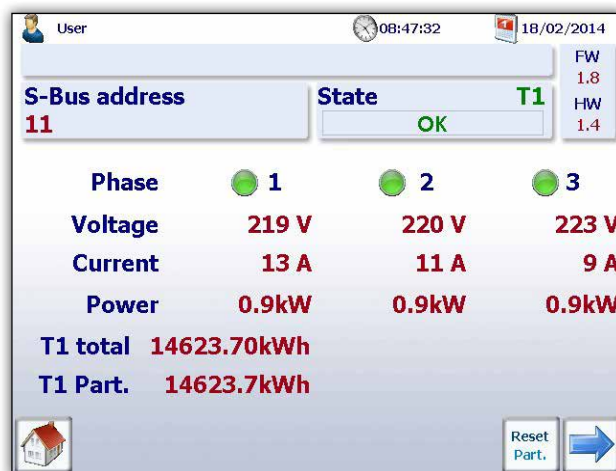 User 08:47:32 18/02/2014
FW
1.8
S-Bus address State T1 HW
11 OK 1.4
Phase 1 2 3
Voltage 219 V 220 V 223 V
Current 13 A 11 A 9 A
Power 0.9kW 0.9kW 0.9kW
T1 total 14623.70kWh
T1 Part. 14623.7kWh
Reset
Part.